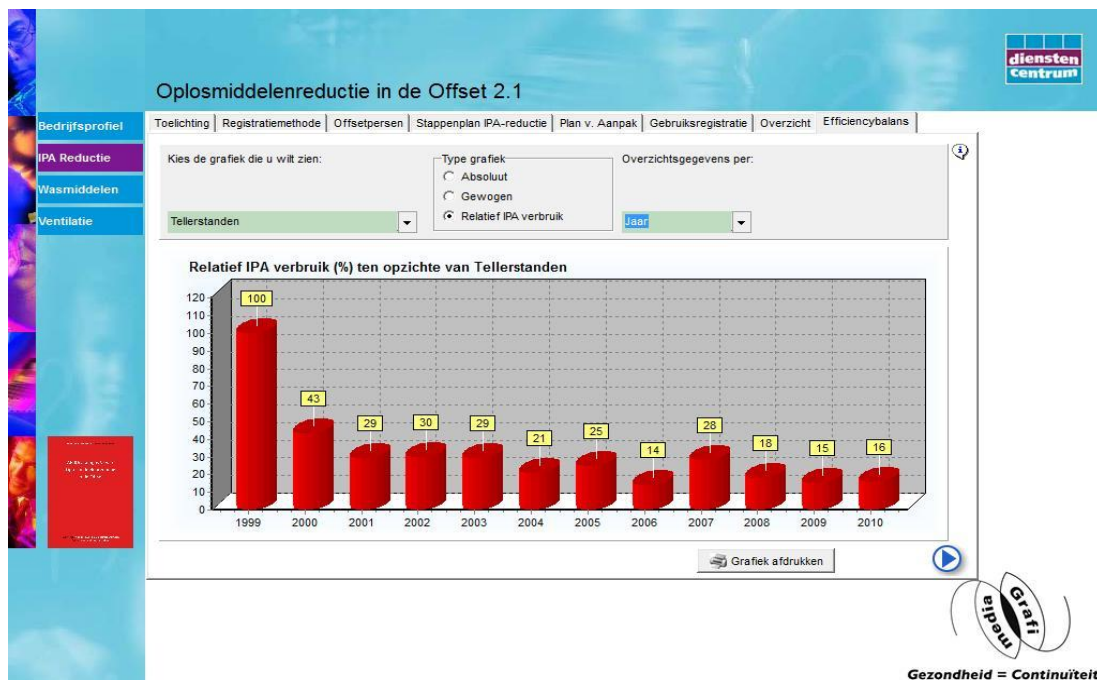 diensten
centrum
Oplosmiddelenreductie in de Offset 2.1
Bedrijfsprofiel
IPA Reductie
Wasmiddelen
Ventilatie
Toelichting Registratiemethode Offsetpersen Stappenplan IPA-reductie Plan v. Aanpak Gebruiksregistratie Overzicht Efficiencybalans
Kies de grafiek die u wilt zien:
Tellerstanden
Type grafiek
Absoluut
Gewogen
Relatief IPA verbruik
Overzichtsgegevens per:
Jaar
Relatief IPA verbruik (%) ten opzichte van Tellerstanden
120
110
100
90
80
70
60
50
40
30
20
10
0
100 43 29 30 29 21 25 14 28 18 15 16
1999 2000 2001 2002 2003 2004 2005 2006 2007 2008 2009 2010
Grafiek afdrukken
Grafi
media
Gezondheid = Continuïteit